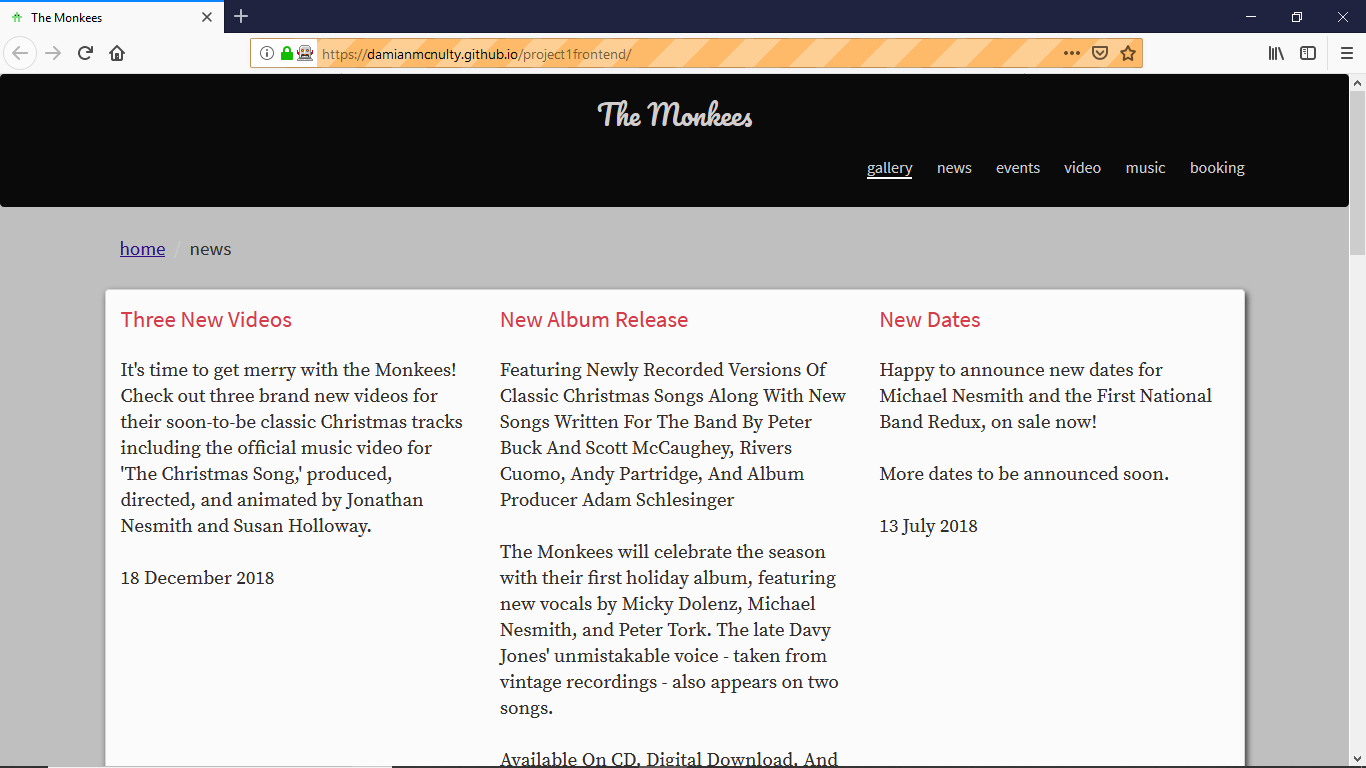 The Monkees
https://damianmcnulty.github.io/project1frontend/
The Monkees
gallery news events video music booking
home / news
Three New Videos
It's time to get merry with the Monkees!
Check out three brand new videos for
their soon-to-be classic Christmas tracks
including the official music video for
'The Christmas Song,' produced,
directed, and animated by Jonathan
Nesmith and Susan Holloway.
18 December 2018
New Album Release
Featuring Newly Recorded Versions Of
Classic Christmas Songs Along With New
Songs Written For The Band By Peter
Buck And Scott McCaughey, Rivers
Cuomo, Andy Partridge, And Album
Producer Adam Schlesinger
The Monkees will celebrate the season
with their first holiday album, featuring
new vocals by Micky Dolenz, Michael
Nesmith, and Peter Tork. The late Davy
Jones' unmistakable voice - taken from
vintage recordings - also appears on two
songs.
Available On CD, Digital Download, And
New Dates
Happy to announce new dates for
Michael Nesmith and the First National
Band Redux, on sale now!
More dates to be announced soon.
13 July 2018